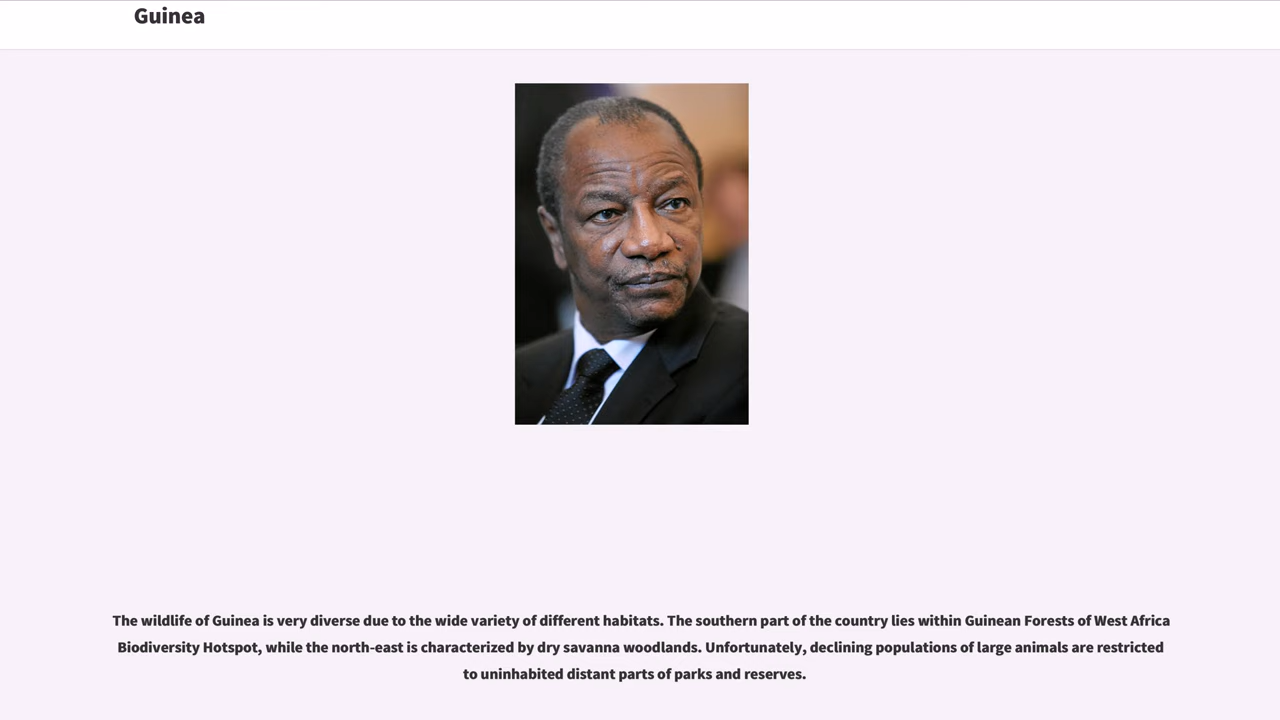 Guinea
The wildlife of Guinea is very diverse due to the wide variety of different habitats. The southern part of the country lies within Guinean Forests of West Africa
Biodiversity Hotspot, while the north-east is characterized by dry savanna woodlands. Unfortunately, declining populations of large animals are restricted
to uninhabited distant parts of parks and reserves.